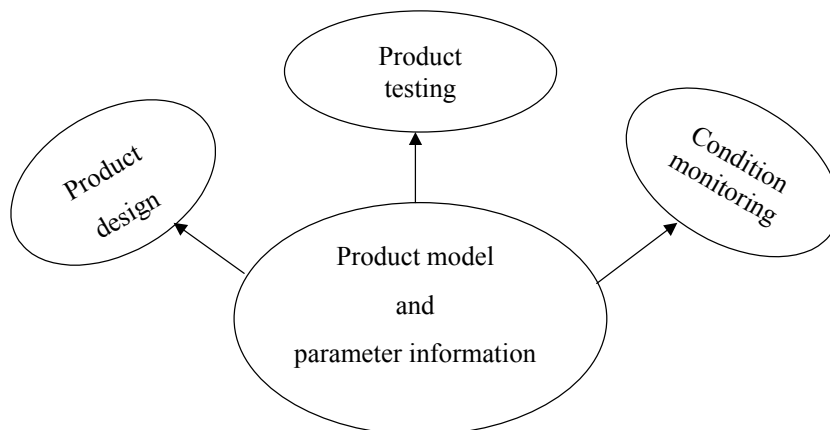 Product
testing
Product
design
Condition
monitoring
Product model
and
parameter information